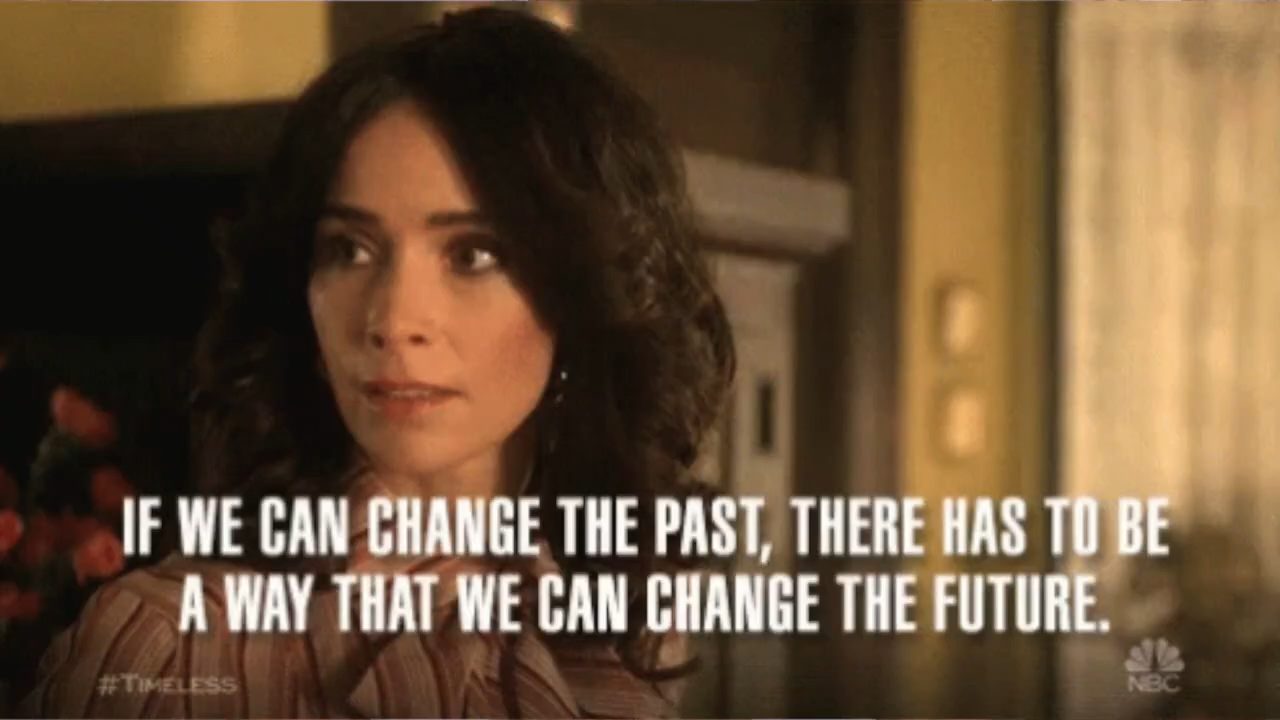 IF WE CAN CHANGE THE PAST, THERE HAS TO BE
A WAY THAT WE CAN CHANGE THE FUTURE.
#TIMELESS
NBC